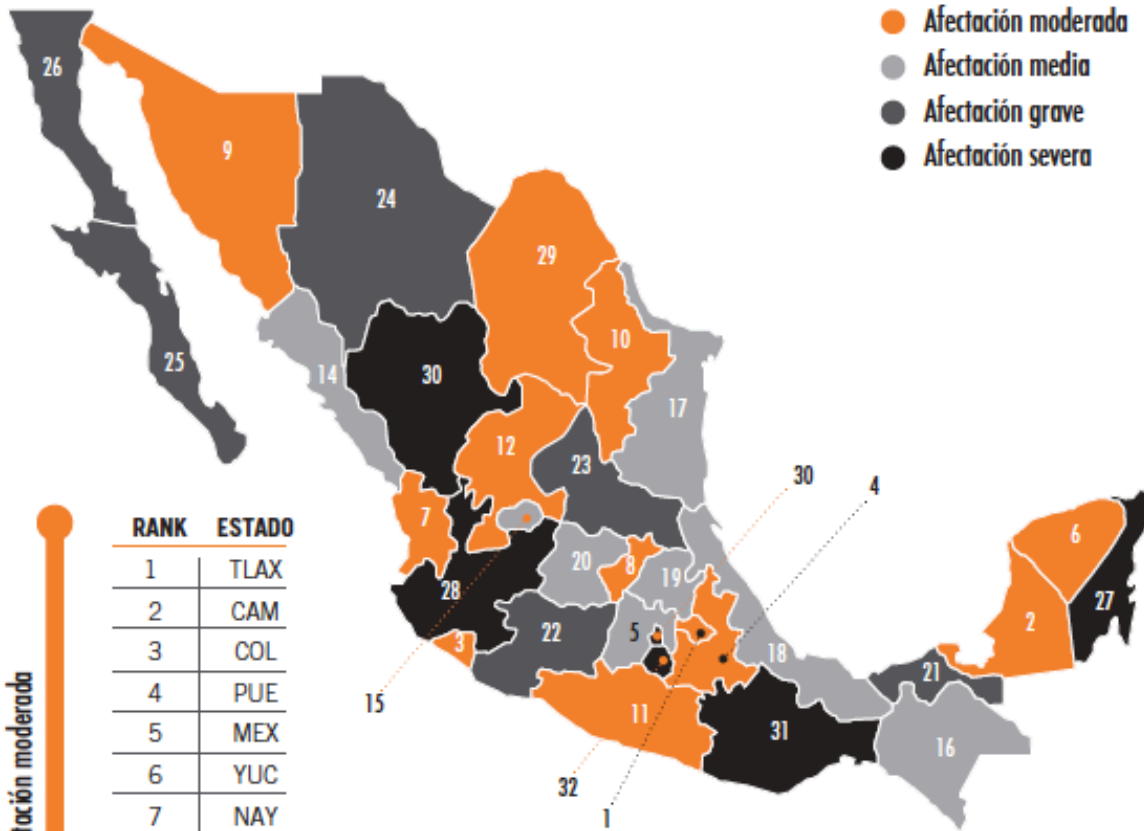 Afectación moderada
Afectación media
Afectación grave
Afectación severa
26
9
24
29
10
25
14
30
17
12
23
30
4
7
20
8
19
6
28
5
27
22
3
2
18
21
15
11
31
16
32
1
RANK ESTADO
1 TLAX
2 CAM
3 COL
4 PUE
5 MEX
6 YUC
7 NAY
tación moderada